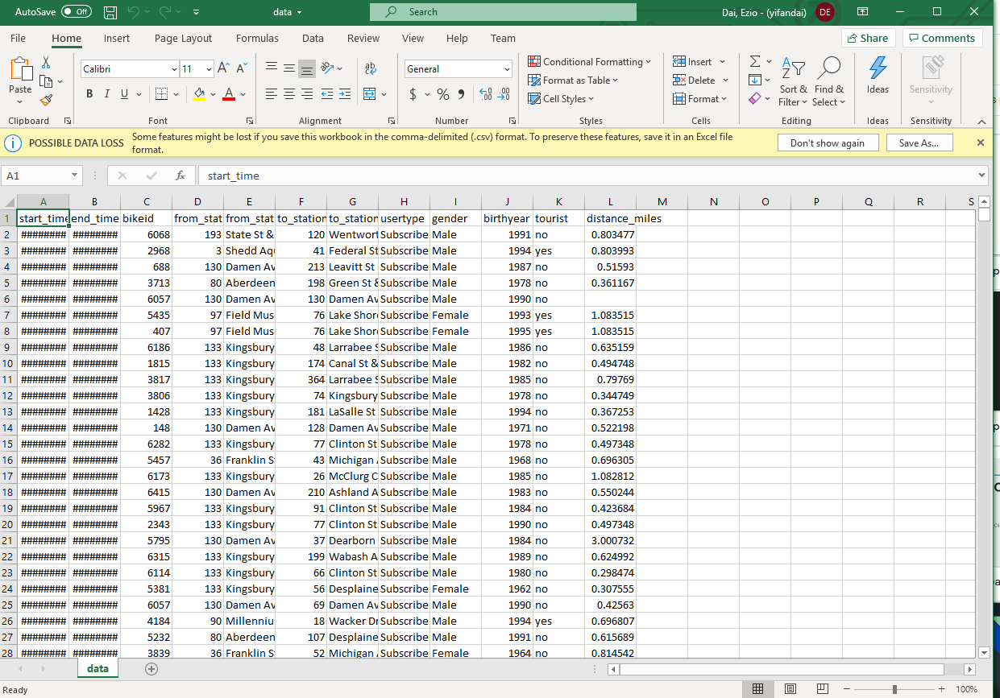 AutoSave Off data Search Dai, Ezio - (yifandai) DE
File Home Insert Page Layout Formulas Data Review View Help Team Share Comments
Paste Calibri 11 B I U A A ab General $ % Conditional Formatting Format as Table Cell Styles Insert Delete Format Sort & Filter Find & Select Ideas Sensitivity
Clipboard Font Alignment Number Styles Cells Editing Ideas Sensitivity
POSSIBLE DATA LOSS Some features might be lost if you save this workbook in the comma-delimited (.csv) format. To preserve these features, save it in an Excel file format. Don't show again Save As...
A1 fx start_time
A B C D E F G H I J K L M N O P Q R S
1 start_time end_time bikeid from_stat from_stat to_station to_station usertype gender birthyear tourist distance_miles
2 ######## ######## 6068 193 State St & 120 Wentwort Subscribe Male 1991 no 0.803477
3 ######## ######## 2968 3 Shedd Aqu 41 Federal St Subscribe Male 1994 yes 0.803993
4 ######## ######## 688 130 Damen Av 213 Leavitt St Subscribe Male 1987 no 0.51593
5 ######## ######## 3713 80 Aberdeen 198 Green St & Subscribe Male 1978 no 0.361167
6 ######## ######## 6057 130 Damen Av 130 Damen Av Subscribe Male 1990 no
7 ######## ######## 5435 97 Field Mus 76 Lake Shor Subscribe Female 1993 yes 1.083515
8 ######## ######## 407 97 Field Mus 76 Lake Shor Subscribe Female 1995 yes 1.083515
9 ######## ######## 6186 133 Kingsbury 48 Larrabee S Subscribe Male 1986 no 0.635159
10 ######## ######## 1815 133 Kingsbury 174 Canal St & Subscribe Male 1982 no 0.494748
11 ######## ######## 3817 133 Kingsbury 364 Larrabee S Subscribe Male 1985 no 0.79769
12 ######## ######## 3806 133 Kingsbury 74 Kingsbury Subscribe Male 1978 no 0.344749
13 ######## ######## 1428 133 Kingsbury 181 LaSalle St Subscribe Male 1994 no 0.367253
14 ######## ######## 148 130 Damen Av 128 Damen Av Subscribe Male 1971 no 0.522198
15 ######## ######## 6282 133 Kingsbury 77 Clinton St Subscribe Male 1978 no 0.497348
16 ######## ######## 5457 36 Franklin S 43 Michigan Subscribe Male 1968 no 0.696305
17 ######## ######## 6173 133 Kingsbury 26 McClurg C Subscribe Male 1985 no 1.082812
18 ######## ######## 6415 130 Damen Av 210 Ashland A Subscribe Male 1983 no 0.550244
19 ######## ######## 5967 133 Kingsbury 91 Clinton St Subscribe Male 1984 no 0.423684
20 ######## ######## 2343 133 Kingsbury 77 Clinton St Subscribe Male 1990 no 0.497348
21 ######## ######## 5795 130 Damen Av 37 Dearborn Subscribe Male 1984 no 3.000732
22 ######## ######## 6315 133 Kingsbury 199 Wabash A Subscribe Male 1989 no 0.624992
23 ######## ######## 6114 133 Kingsbury 66 Clinton St Subscribe Male 1980 no 0.298474
24 ######## ######## 5381 133 Kingsbury 56 Desplaine Subscribe Female 1962 no 0.307555
25 ######## ######## 6057 130 Damen Av 69 Damen Av Subscribe Male 1990 no 0.42563
26 ######## ######## 4184 90 Millenniu 18 Wacker Dr Subscribe Male 1994 yes 0.696807
27 ######## ######## 5232 80 Aberdeen 107 Desplaine Subscribe Male 1991 no 0.615689
28 ######## ######## 3839 36 Franklin S 52 Michigan Subscribe Female 1964 no 0.814542
data
Ready 100%